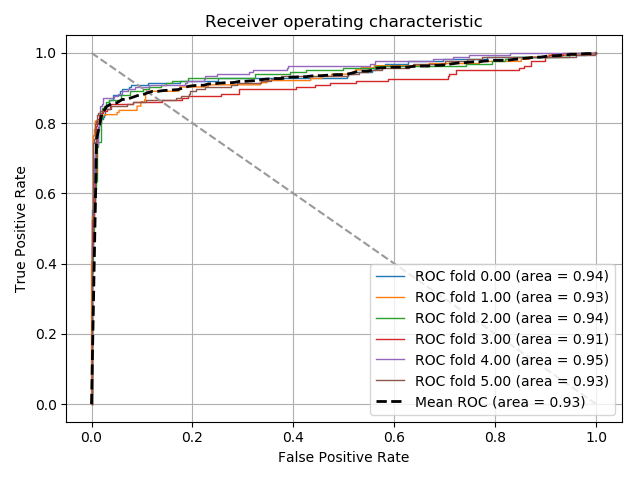 Receiver operating characteristic
1.0
0.8
0.6
0.4
0.2
0.0
True Positive Rate
ROC fold 0.00 (area = 0.94)
ROC fold 1.00 (area = 0.93)
ROC fold 2.00 (area = 0.94)
ROC fold 3.00 (area = 0.91)
ROC fold 4.00 (area = 0.95)
ROC fold 5.00 (area = 0.93)
Mean ROC (area = 0.93)
0.0 0.2 0.4 0.6 0.8 1.0
False Positive Rate